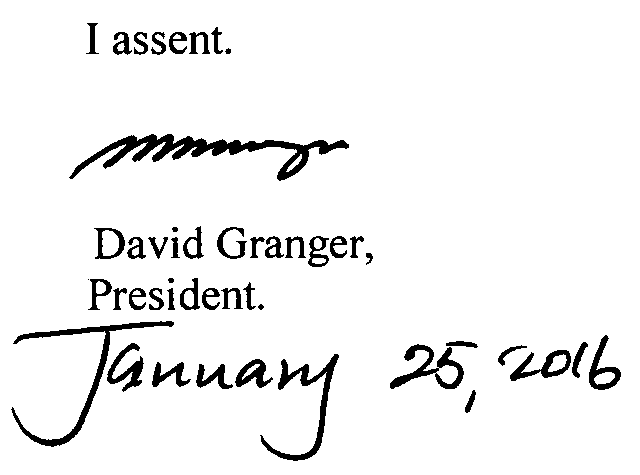 I assent.
David Granger,
President.
January 25, 2016